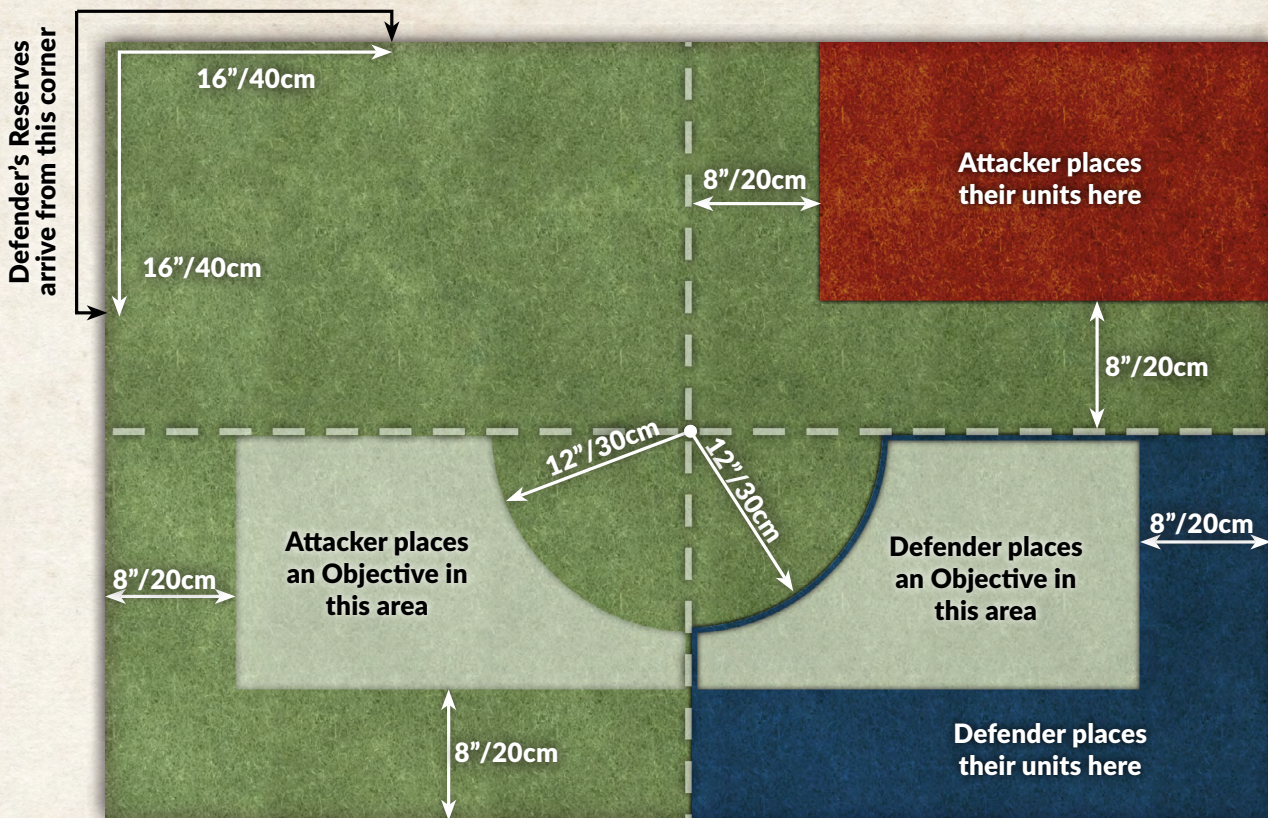 Defender’s Reserves
arrive from this corner
16”/40cm
16”/40cm
8”/20cm
Attacker places
their units here
8”/20cm
12”/30cm
12”/30cm
8”/20cm
Attacker places
an Objective in
this area
Defender places
an Objective in
this area
8”/20cm
8”/20cm
Defender places
their units here